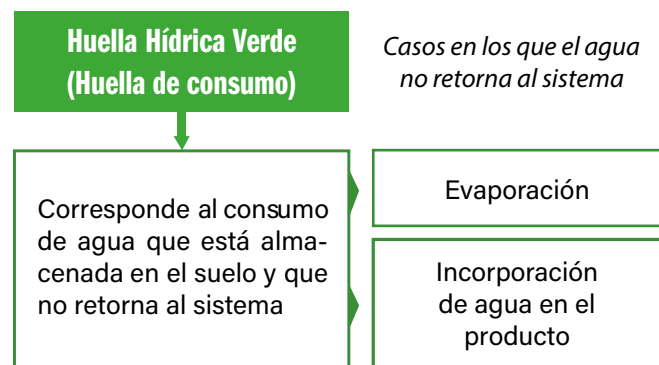 Huella Hídrica Verde
(Huella de consumo)
Casos en los que el agua
no retorna al sistema
Corresponde al consumo
de agua que está alma-
cenada en el suelo y que
no retorna al sistema
Evaporación
Incorporación
de agua en el
producto